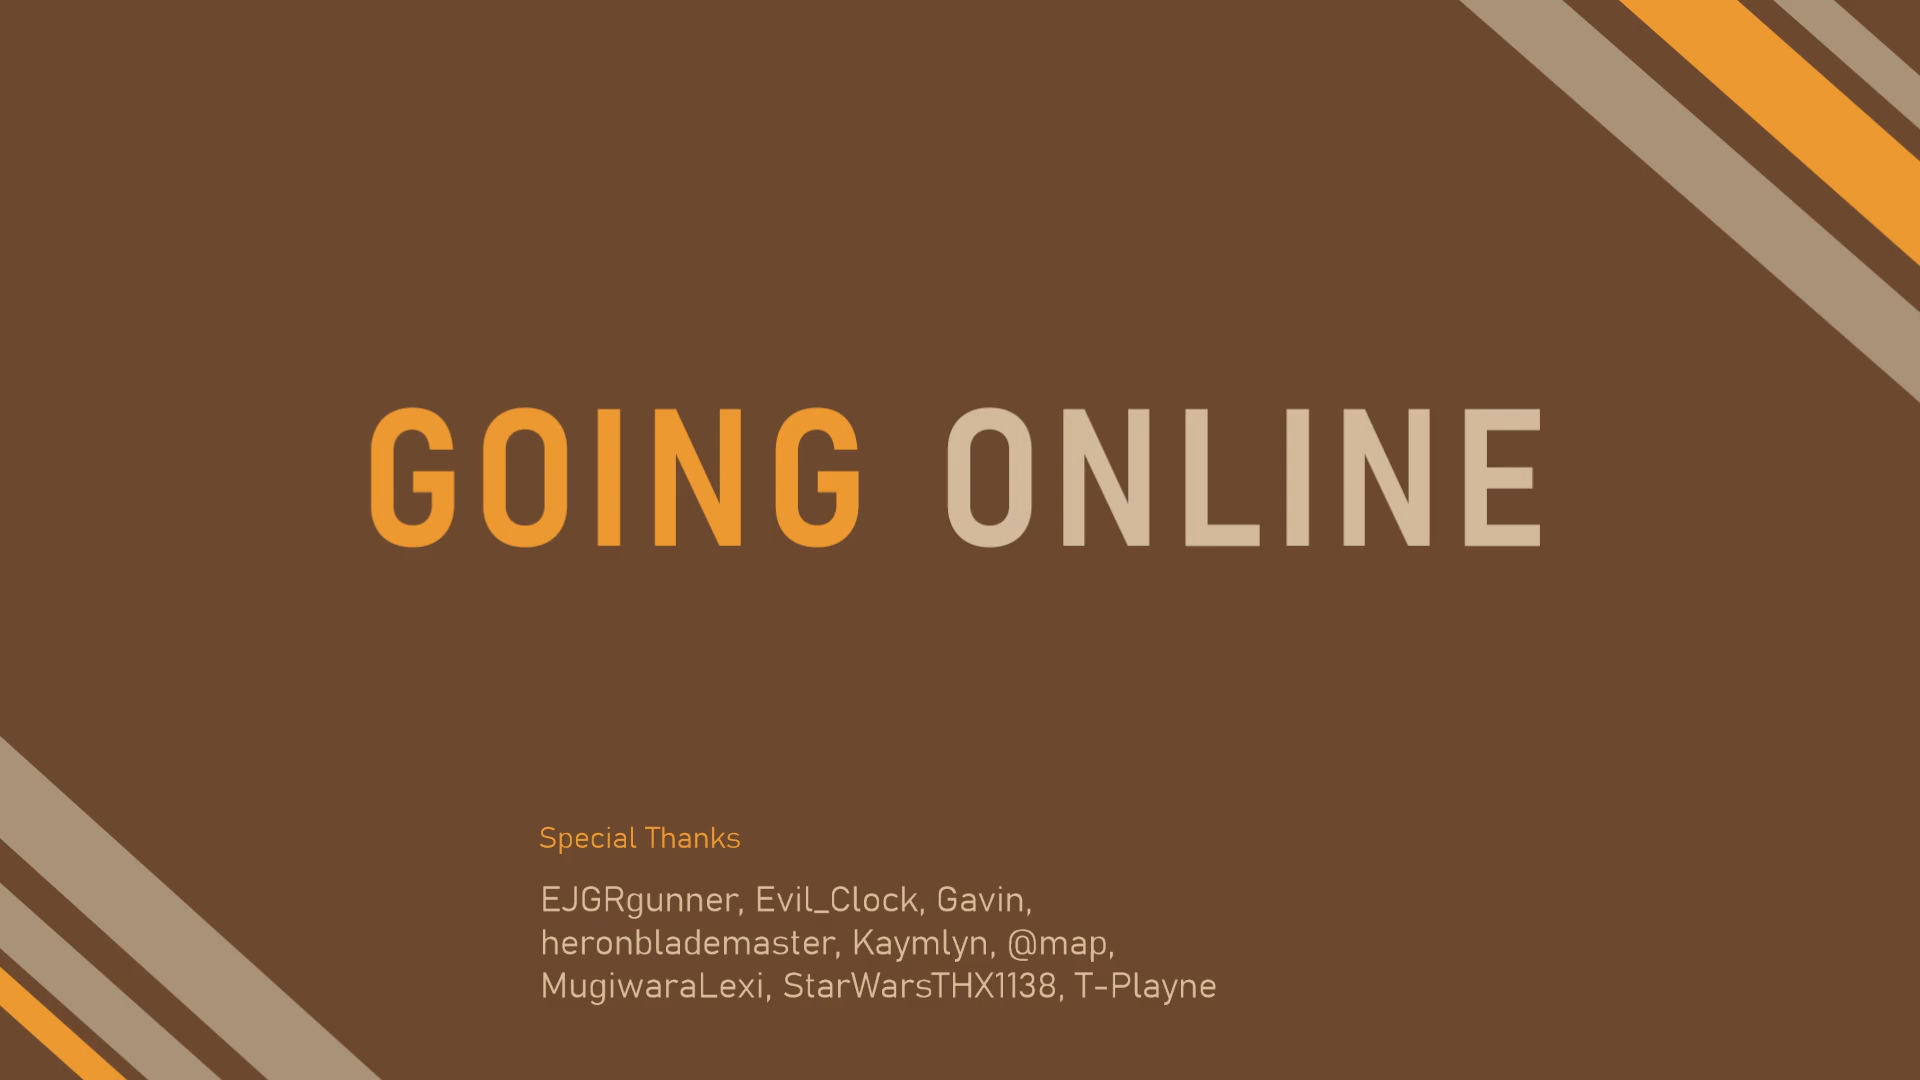 GOING ONLINE
Special Thanks
EJGRgunner, Evil_Clock, Gavin,
heronblademaster, Kaymlyn, @map,
MugiwaraLexi, StarWarsTHX1138, T-Playne